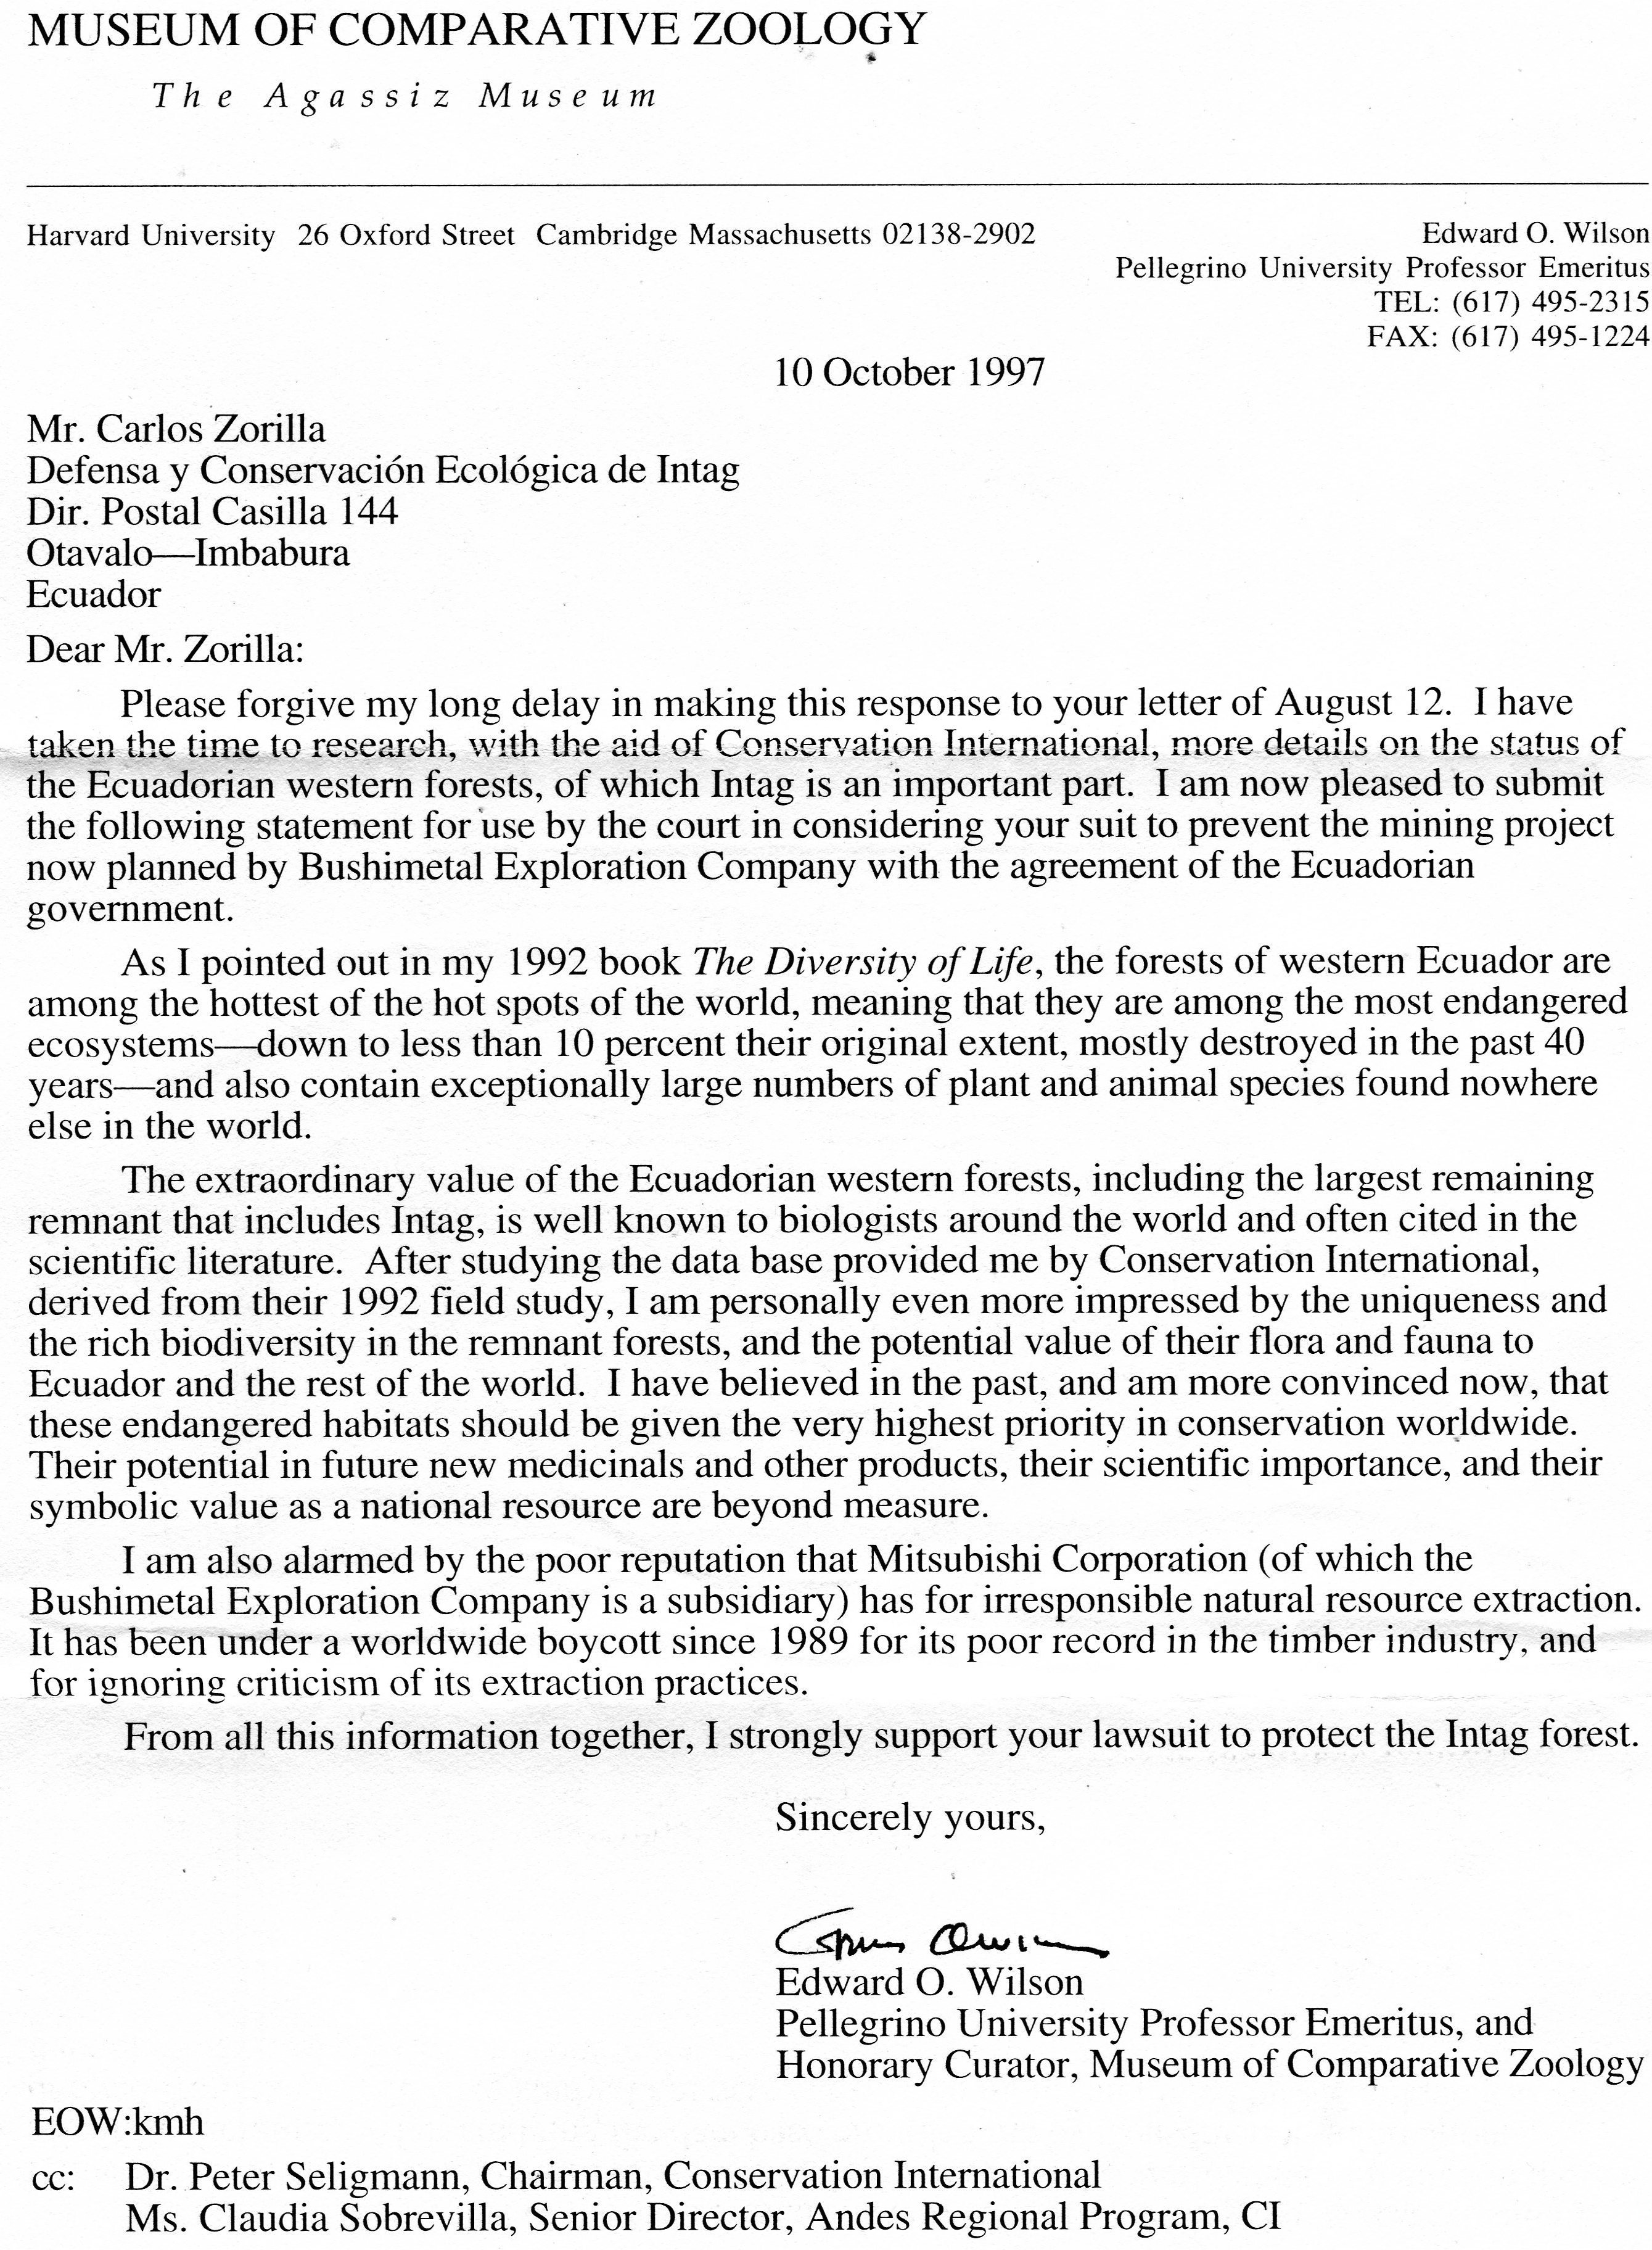 MUSEUM OF COMPARATIVE ZOOLOGY
The Agassiz Museum
Harvard University 26 Oxford Street Cambridge Massachusetts 02138-2902
Edward O. Wilson
Pellegrino University Professor Emeritus
TEL: (617) 495-2315
FAX: (617) 495-1224
10 October 1997
Mr. Carlos Zorilla
Defensa y Conservación Ecológica de Intag
Dir. Postal Casilla 144
Otavalo—Imbabura
Ecuador
Dear Mr. Zorilla:
Please forgive my long delay in making this response to your letter of August 12. I have
taken the time to research, with the aid of Conservation International, more details on the status of
the Ecuadorian western forests, of which Intag is an important part. I am now pleased to submit
the following statement for use by the court in considering your suit to prevent the mining project
now planned by Bushimetal Exploration Company with the agreement of the Ecuadorian
government.
As I pointed out in my 1992 book The Diversity of Life, the forests of western Ecuador are
among the hottest of the hot spots of the world, meaning that they are among the most endangered
ecosystems—down to less than 10 percent their original extent, mostly destroyed in the past 40
years—and also contain exceptionally large numbers of plant and animal species found nowhere
else in the world.
The extraordinary value of the Ecuadorian western forests, including the largest remaining
remnant that includes Intag, is well known to biologists around the world and often cited in the
scientific literature. After studying the data base provided me by Conservation International,
derived from their 1992 field study, I am personally even more impressed by the uniqueness and
the rich biodiversity in the remnant forests, and the potential value of their flora and fauna to
Ecuador and the rest of the world. I have believed in the past, and am more convinced now, that
these endangered habitats should be given the very highest priority in conservation worldwide.
Their potential in future new medicinals and other products, their scientific importance, and their
symbolic value as a national resource are beyond measure.
I am also alarmed by the poor reputation that Mitsubishi Corporation (of which the
Bushimetal Exploration Company is a subsidiary) has for irresponsible natural resource extraction.
It has been under a worldwide boycott since 1989 for its poor record in the timber industry, and
for ignoring criticism of its extraction practices.
From all this information together, I strongly support your lawsuit to protect the Intag forest.
Sincerely yours,
Edward O. Wilson
Pellegrino University Professor Emeritus, and
Honorary Curator, Museum of Comparative Zoology
EOW:kmh
cc: Dr. Peter Seligmann, Chairman, Conservation International
Ms. Claudia Sobrevilla, Senior Director, Andes Regional Program, CI